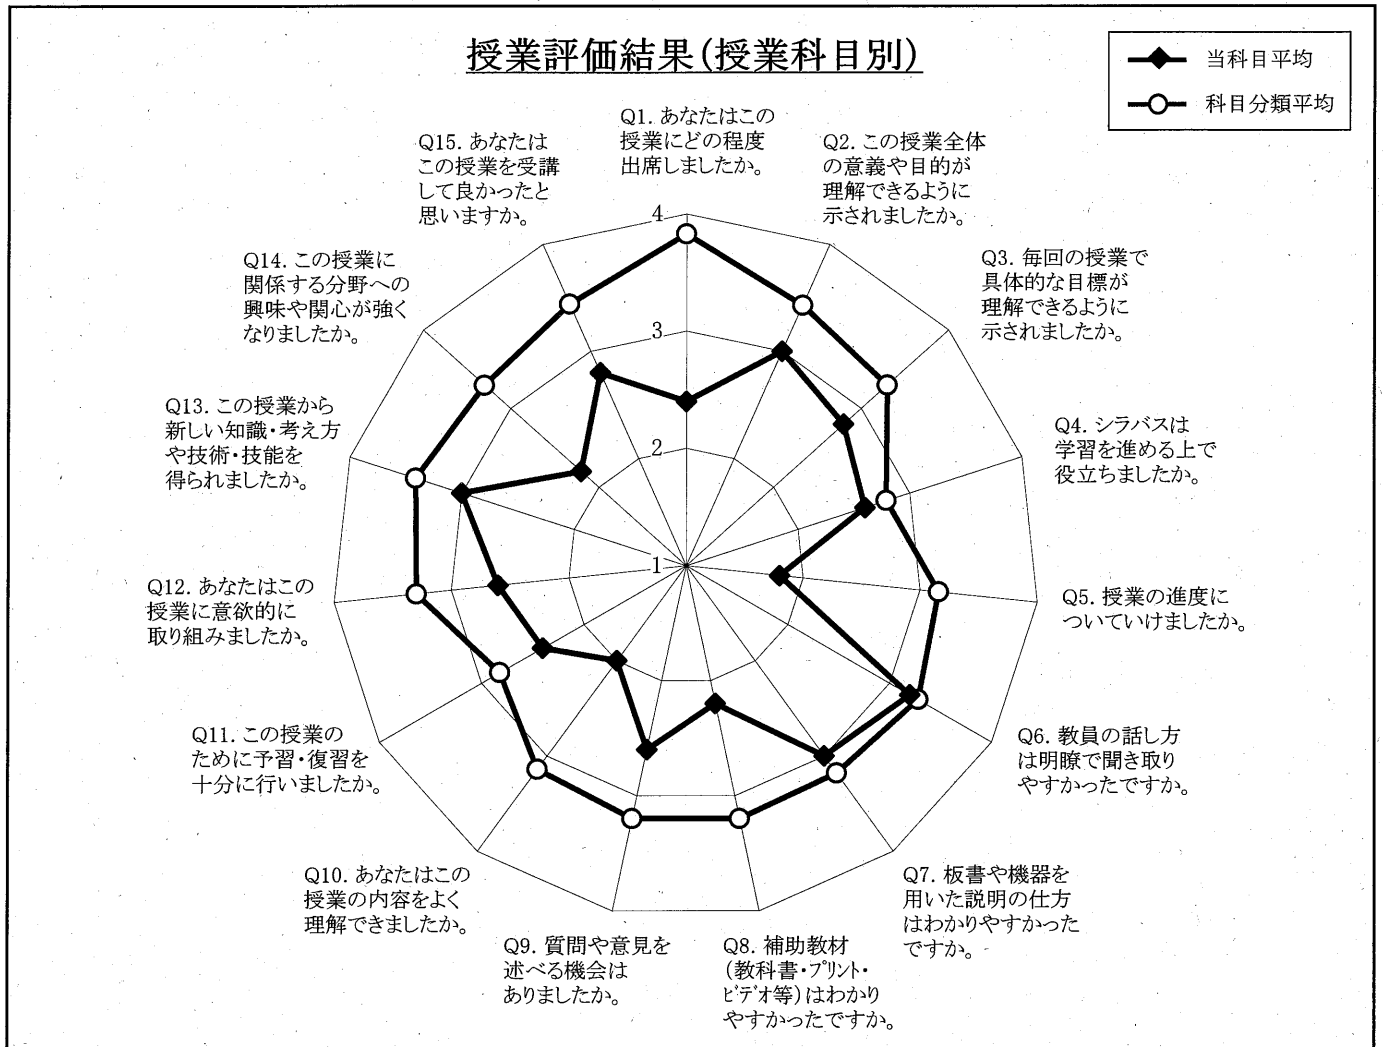 授業評価結果(授業科目別)
当科目平均
科目分類平均
Q1. あなたはこの
授業にどの程度
出席しましたか。
Q2. この授業全体
の意義や目的が
理解できるように
示されましたか。
Q3. 毎回の授業で
具体的な目標が
理解できるように
示されましたか。
Q4. シラバスは
学習を進める上で
役立ちましたか。
Q5. 授業の進度に
ついていけましたか。
Q6. 教員の話し方
は明瞭で聞き取り
やすかったですか。
Q7. 板書や機器を
用いた説明の仕方
はわかりやすかった
ですか。
Q8. 補助教材
(教科書・プリント・
ビデオ等)はわかり
やすかったですか。
Q9. 質問や意見を
述べる機会は
ありましたか。
Q10. あなたはこの
授業の内容をよく
理解できましたか。
Q11. この授業の
ために予習・復習を
十分に行いましたか。
Q12. あなたはこの
授業に意欲的に
取り組みましたか。
Q13. この授業から
新しい知識・考え方
や技術・技能を
得られましたか。
Q14. この授業に
関係する分野への
興味や関心が強く
なりましたか。
Q15. あなたは
この授業を受講
して良かったと
思いますか。
4
3
2
1